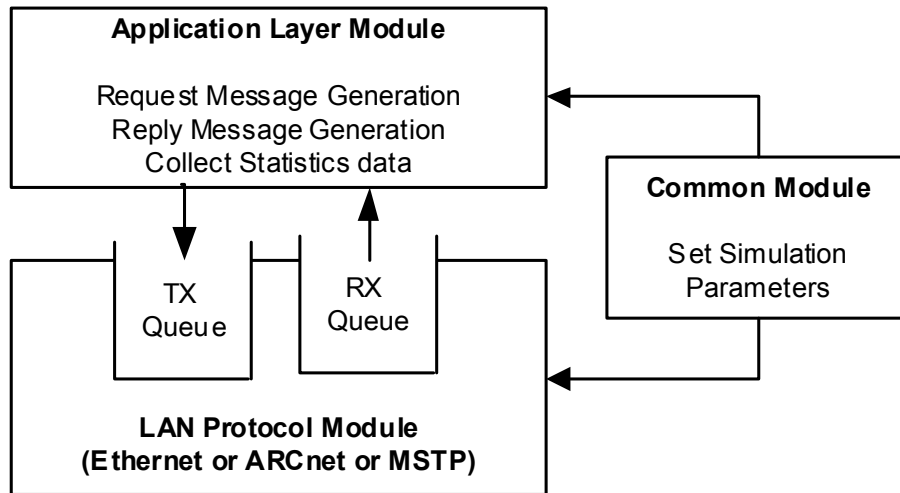 Application Layer Module
Request Message Generation
Reply Message Generation
Collect Statistics data
Common Module
Set Simulation
Parameters
TX
Queue
RX
Queue
LAN Protocol Module
(Ethernet or ARCnet or MSTP)